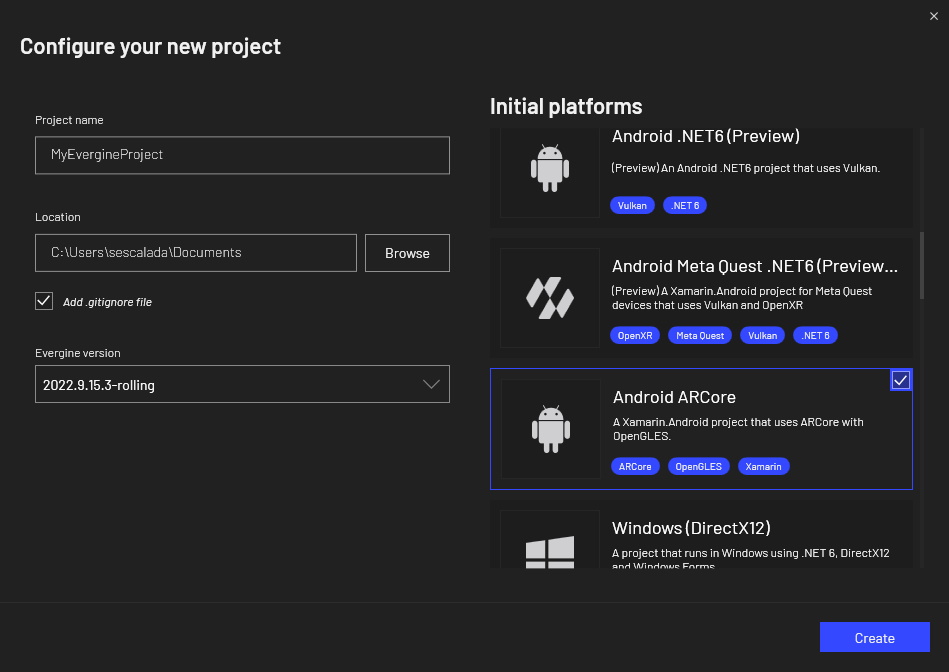 Configure your new project
Project name
MyEvergineProject
Location
C:\Users\sescalada\Documents
Browse
Add .gitignore file
Evergine version
2022.9.15.3-rolling
Initial platforms
Android .NET6 (Preview)
(Preview) An Android .NET6 project that uses Vulkan.
Vulkan .NET 6
Android Meta Quest .NET6 (Preview...
(Preview) A Xamarin.Android project for Meta Quest
devices that uses Vulkan and OpenXR
OpenXR Meta Quest Vulkan .NET 6
Android ARCore
A Xamarin.Android project that uses ARCore with
OpenGLES.
ARCore OpenGLES Xamarin
Windows (DirectX12)
A project that runs in Windows using .NET 6, DirectX12
and Windows Forms
Create